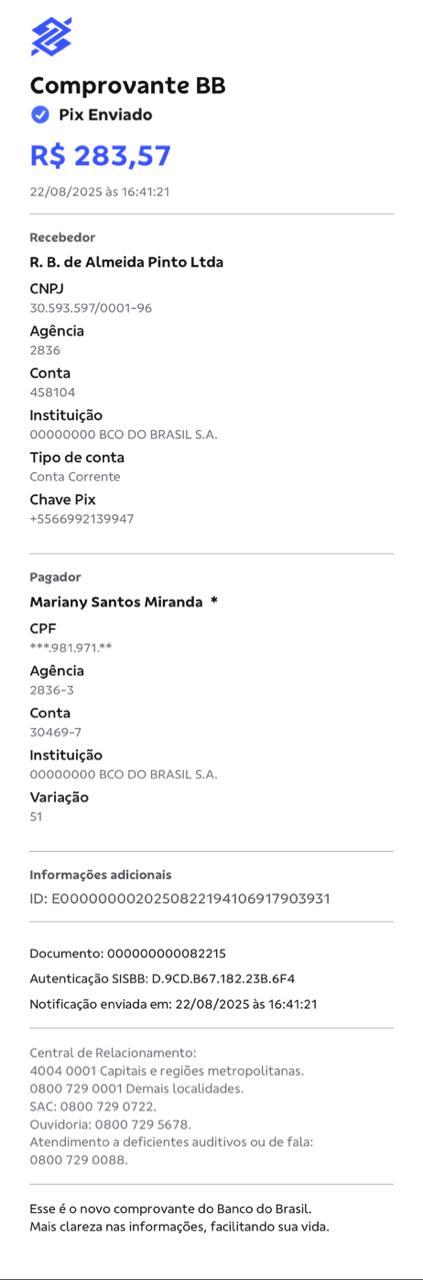 Comprovante BB
Pix Enviado
R$ 283,57
22/08/2025 às 16:41:21
Recebedor
R. B. de Almeida Pinto Ltda
CNPJ
30.593.597/0001-96
Agência
2836
Conta
458104
Instituição
00000000 BCO DO BRASIL S.A.
Tipo de conta
Conta Corrente
Chave Pix
+5566992139947
Pagador
Mariany Santos Miranda *
CPF
***.981.971.**
Agência
2836-3
Conta
30469-7
Instituição
00000000 BCO DO BRASIL S.A.
Variação
51
Informações adicionais
ID: E00000000202508221941069179​03931
Documento: 000000000082215
Autenticação SISBB: D.9CD.B67.182.23B.6F4
Notificação enviada em: 22/08/2025 às 16:41:21
Central de Relacionamento:
4004 0001 Capitais e regiões metropolitanas.
0800 729 0001 Demais localidades.
SAC: 0800 729 0722.
Ouvidoria: 0800 729 5678.
Atendimento a deficientes auditivos ou de fala:
0800 729 0088.
Esse é o novo comprovante do Banco do Brasil.
Mais clareza nas informações, facilitando sua vida.